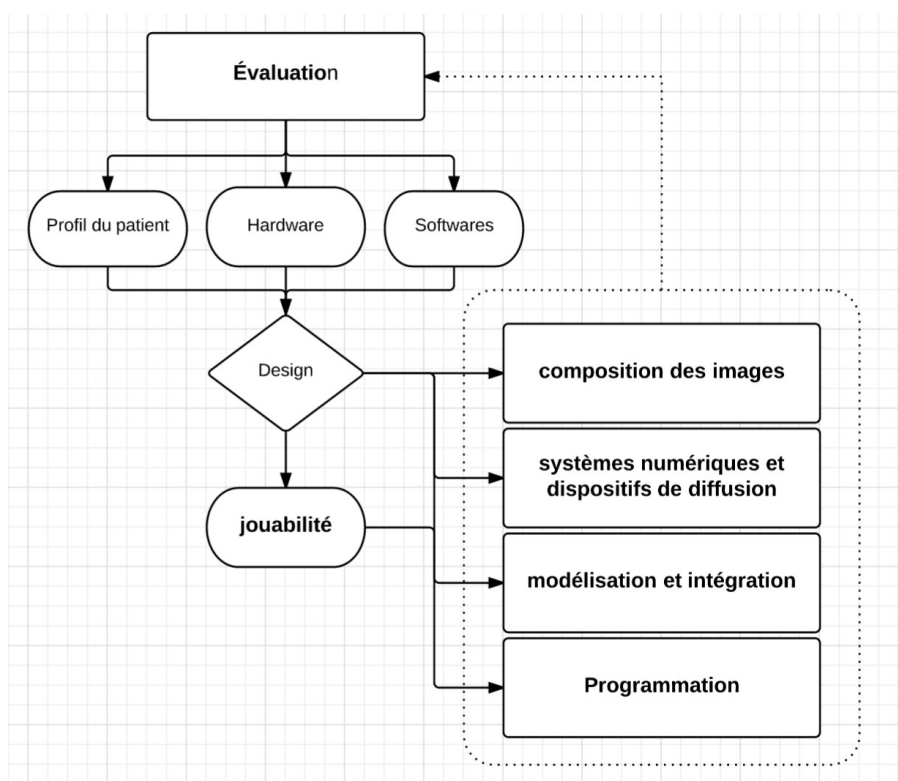 Évaluation
Profil du patient
Hardware
Softwares
Design
composition des images
systèmes numériques et
dispositifs de diffusion
jouabilité
modélisation et intégration
Programmation